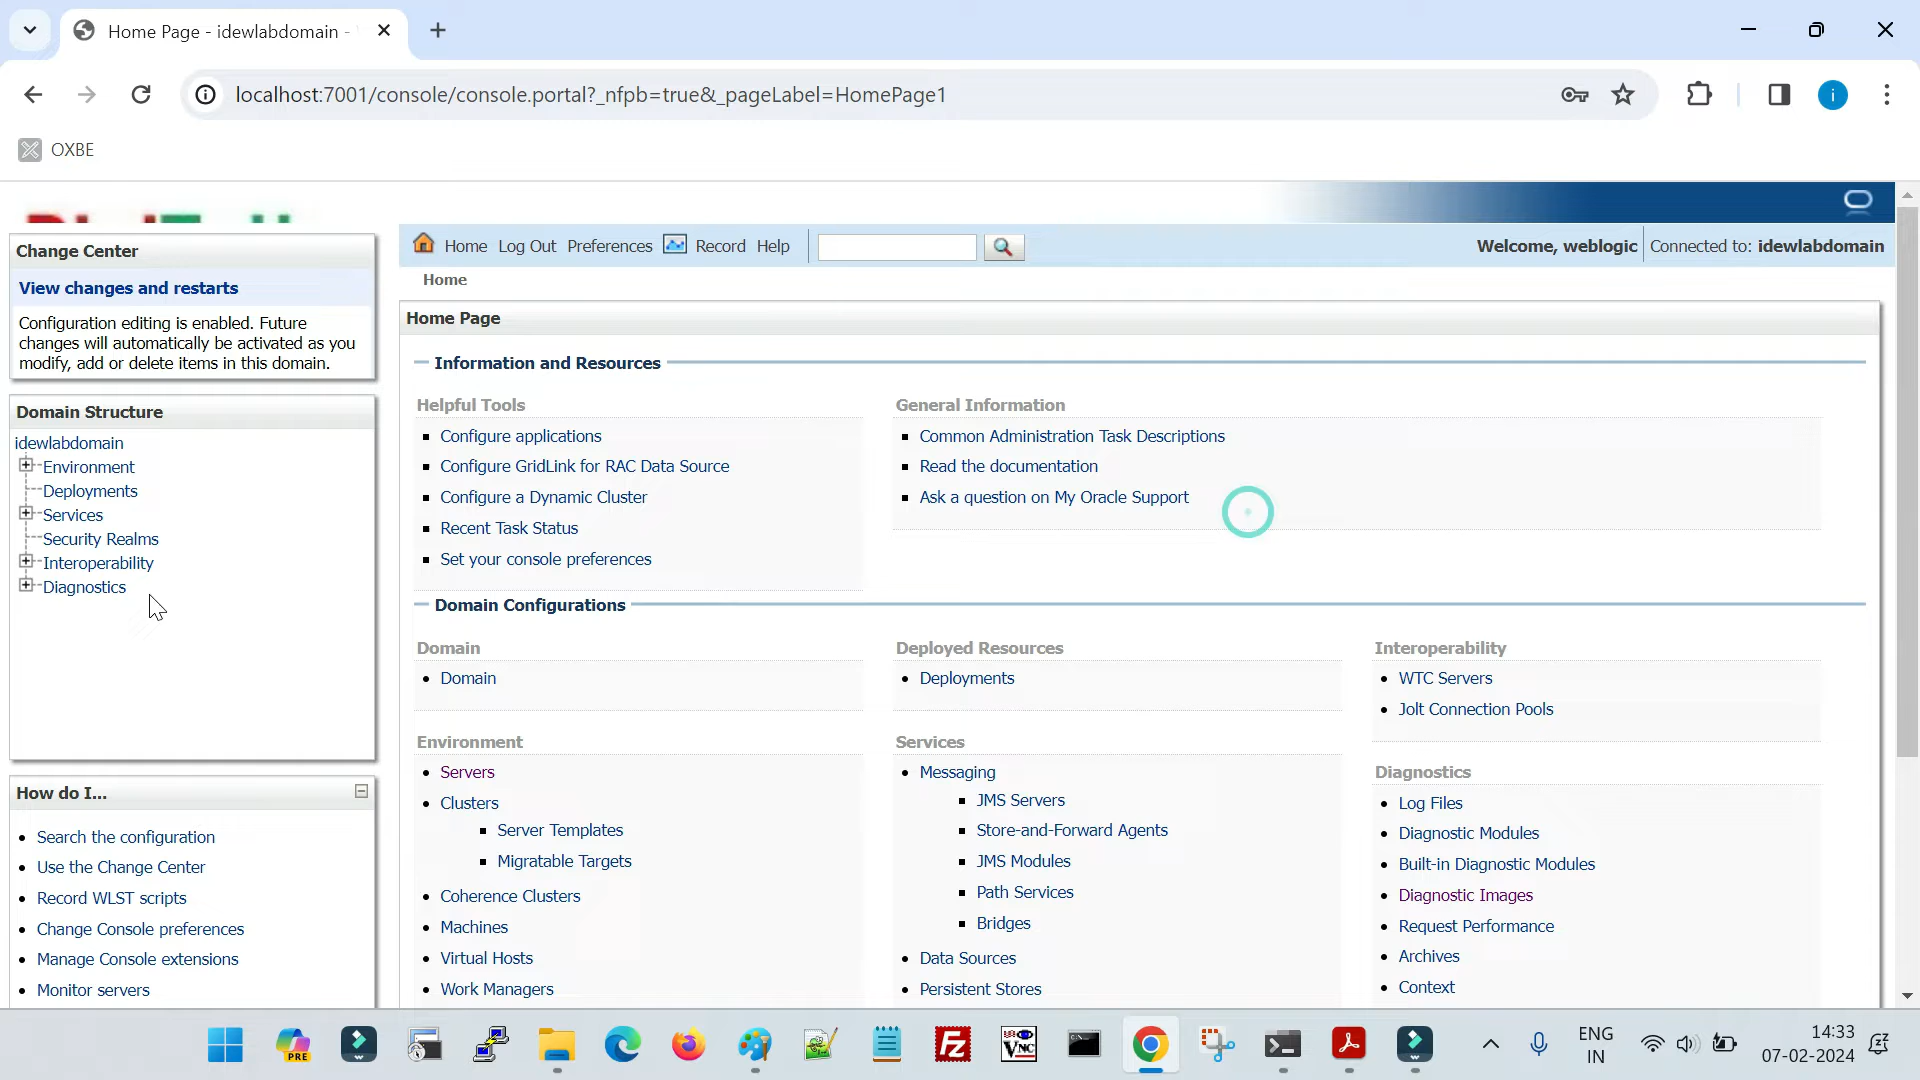 Home Page - idewlabdomain -
localhost:7001/console/console.portal?_nfpb=true&_pageLabel=HomePage1
i
OXBE
Change Center
View changes and restarts
Configuration editing is enabled. Future
changes will automatically be activated as you
modify, add or delete items in this domain.
Domain Structure
idewlabdomain
Environment
Deployments
Services
Security Realms
Interoperability
Diagnostics
How do I...
Search the configuration
Use the Change Center
Record WLST scripts
Change Console preferences
Manage Console extensions
Monitor servers
Home Log Out Preferences Record Help
Welcome, weblogic Connected to: idewlabdomain
Home
Home Page
Information and Resources
Helpful Tools
Configure applications
Configure GridLink for RAC Data Source
Configure a Dynamic Cluster
Recent Task Status
Set your console preferences
General Information
Common Administration Task Descriptions
Read the documentation
Ask a question on My Oracle Support
Domain Configurations
Domain
Domain
Environment
Servers
Clusters
Server Templates
Migratable Targets
Coherence Clusters
Machines
Virtual Hosts
Work Managers
Deployed Resources
Deployments
Services
Messaging
JMS Servers
Store-and-Forward Agents
JMS Modules
Path Services
Bridges
Data Sources
Persistent Stores
Interoperability
WTC Servers
Jolt Connection Pools
Diagnostics
Log Files
Diagnostic Modules
Built-in Diagnostic Modules
Diagnostic Images
Request Performance
Archives
Context
PRE
Fz
VNC
ENG
IN
14:33
07-02-2024